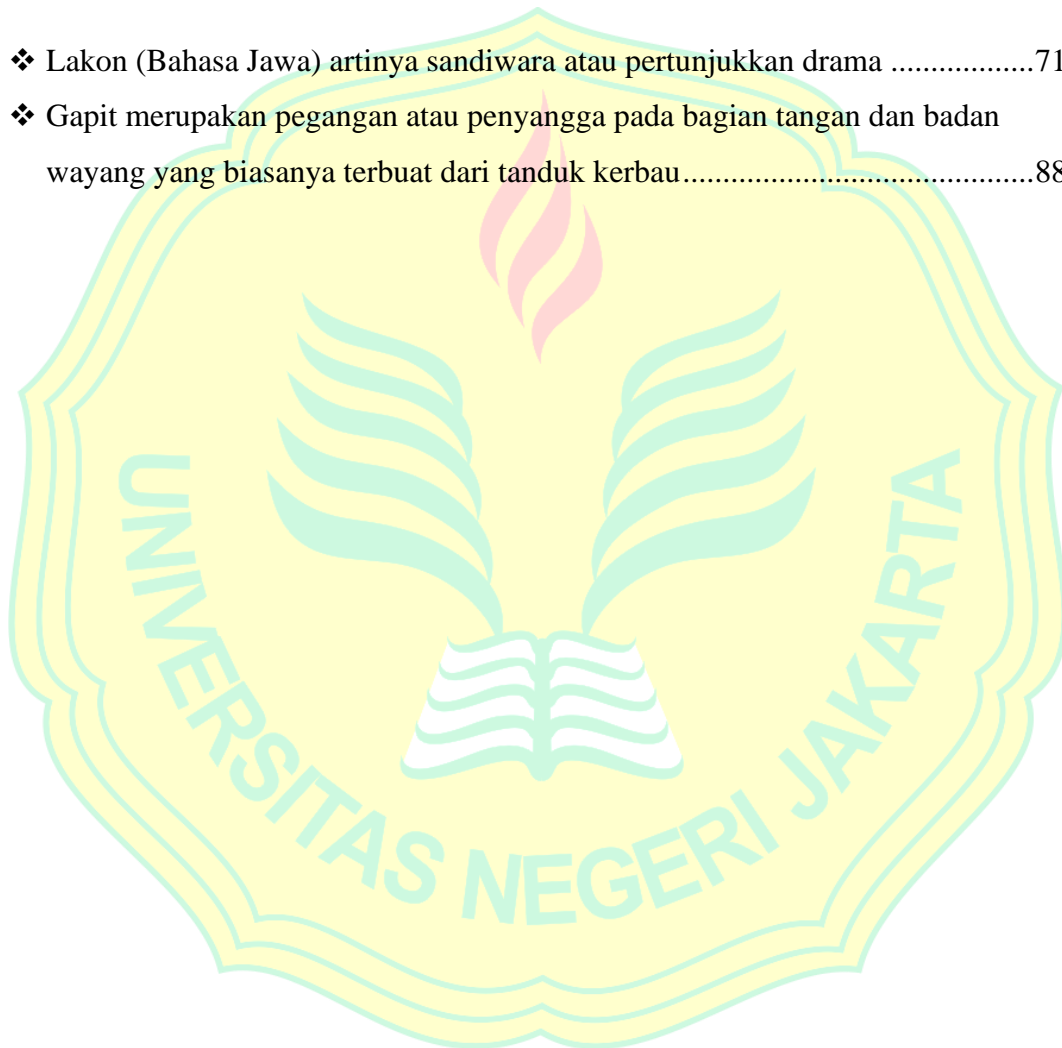 ❖ Lakon (Bahasa Jawa) artinya sandiwara atau pertunjukkan drama ..................71
❖ Gapit merupakan pegangan atau penyangga pada bagian tangan dan badan
wayang yang biasanya terbuat dari tanduk kerbau............................................88
UNIVERSITAS NEGERI JAKARTA